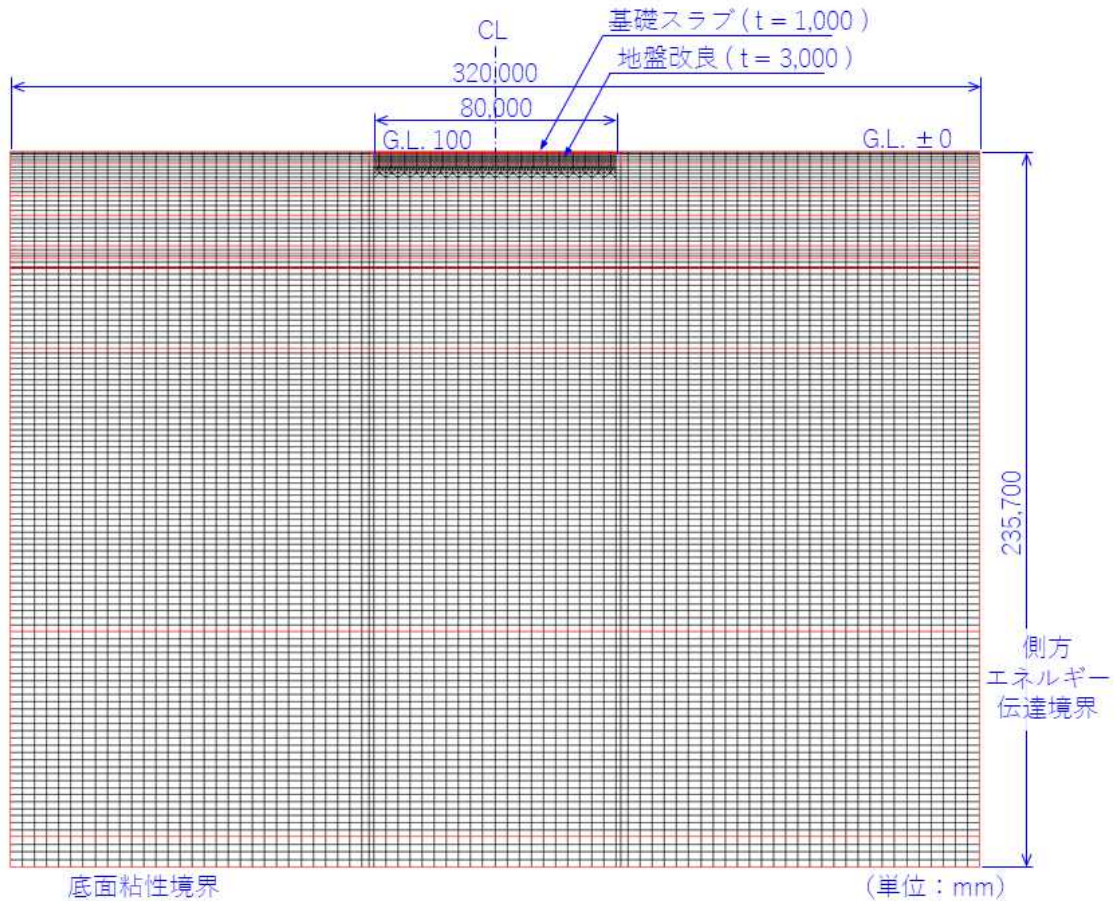 基礎スラブ ( t = 1,000 )
CL
地盤改良 ( t = 3,000 )
320,000
80,000
G.L. 100
G.L. ± 0
235,700
側方
エネルギー
伝達境界
底面粘性境界
(単位：mm)